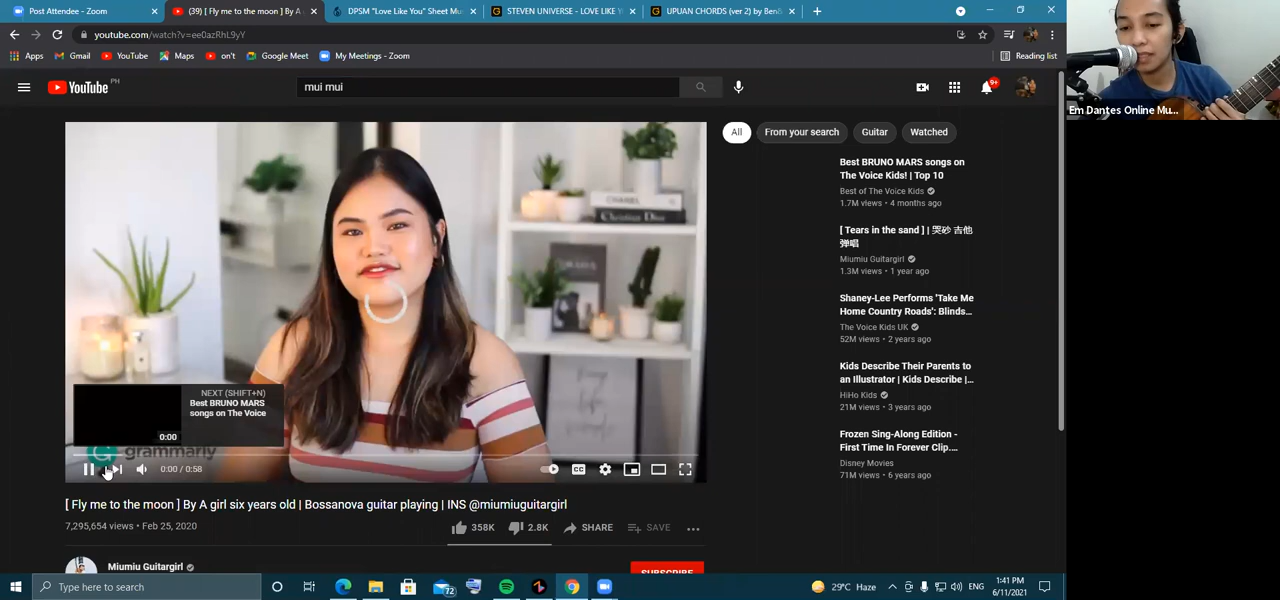 Post Attendee - Zoom
(39) [ Fly me to the moon ] By A
DPSM "Love Like You" Sheet Mu
STEVEN UNIVERSE - LOVE LIKE Y
UPUAN CHORDS (ver 2) by Ben&
youtube.com/watch?v=ee0azRhL9yY
Apps
Gmail
YouTube
Maps
on't
Google Meet
My Meetings - Zoom
Reading list
YouTube PH
mui mui
9+
Em Dantes Online Mu...
All
From your search
Guitar
Watched
CHANEL
Christian Dior
Best BRUNO MARS songs on
The Voice Kids! | Top 10
Best of The Voice Kids
1.7M views • 4 months ago
[ Tears in the sand ] | 哭砂 吉他
弹唱
Miumiu Guitargirl
1.3M views • 1 year ago
Shaney-Lee Performs 'Take Me
Home Country Roads': Blinds...
The Voice Kids UK
52M views • 2 years ago
Kids Describe Their Parents to
an Illustrator | Kids Describe |...
HiHo Kids
21M views • 3 years ago
Frozen Sing-Along Edition -
First Time In Forever Clip....
Disney Movies
71M views • 6 years ago
NEXT (SHIFT+N)
Best BRUNO MARS
songs on The Voice
0:00
grammarly
0:00 / 0:58
CC
[ Fly me to the moon ] By A girl six years old | Bossanova guitar playing | INS @miumiuguitargirl
7,295,654 views • Feb 25, 2020
358K
2.8K
SHARE
SAVE
Miumiu Guitargirl
SUBSCRIBE
Type here to search
72
29°C Haze
ENG
1:41 PM
6/11/2021